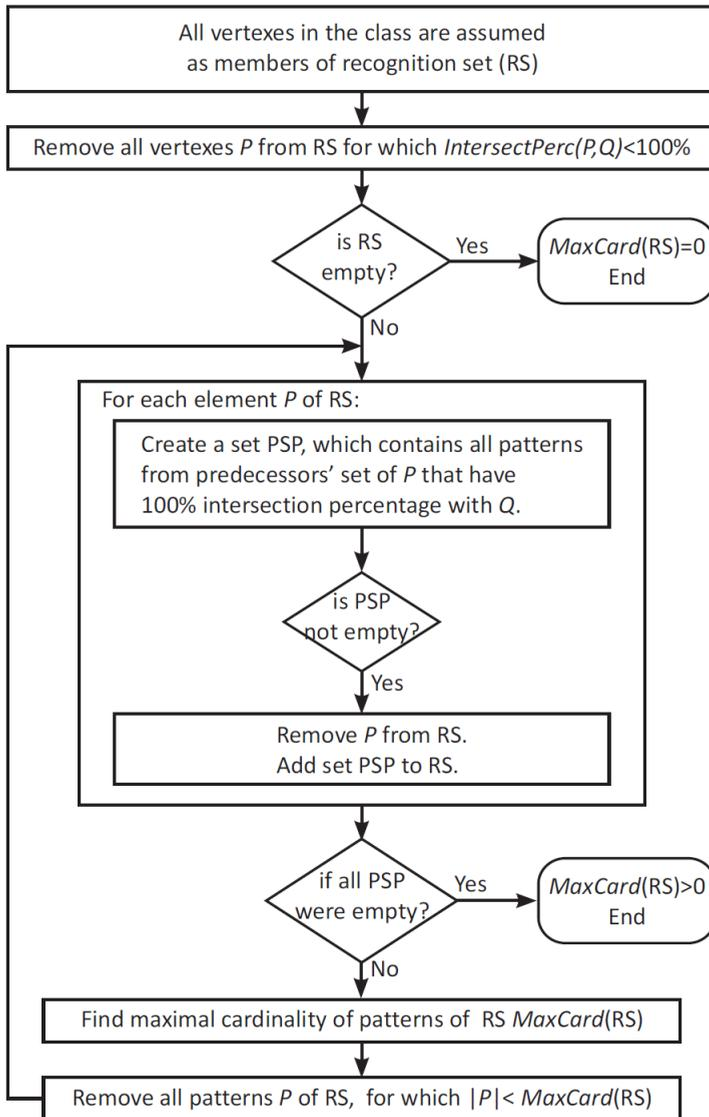 All vertexes in the class are assumed
as members of recognition set (RS)
Remove all vertexes P from RS for which IntersectPerc(P,Q)<100%
is RS
empty?
Yes
MaxCard(RS)=0
End
No
For each element P of RS:
Create a set PSP, which contains all patterns
from predecessors’ set of P that have
100% intersection percentage with Q.
is PSP
not empty?
Yes
Remove P from RS.
Add set PSP to RS.
if all PSP
were empty?
Yes
MaxCard(RS)>0
End
No
Find maximal cardinality of patterns of RS MaxCard(RS)
Remove all patterns P of RS, for which |P|< MaxCard(RS)